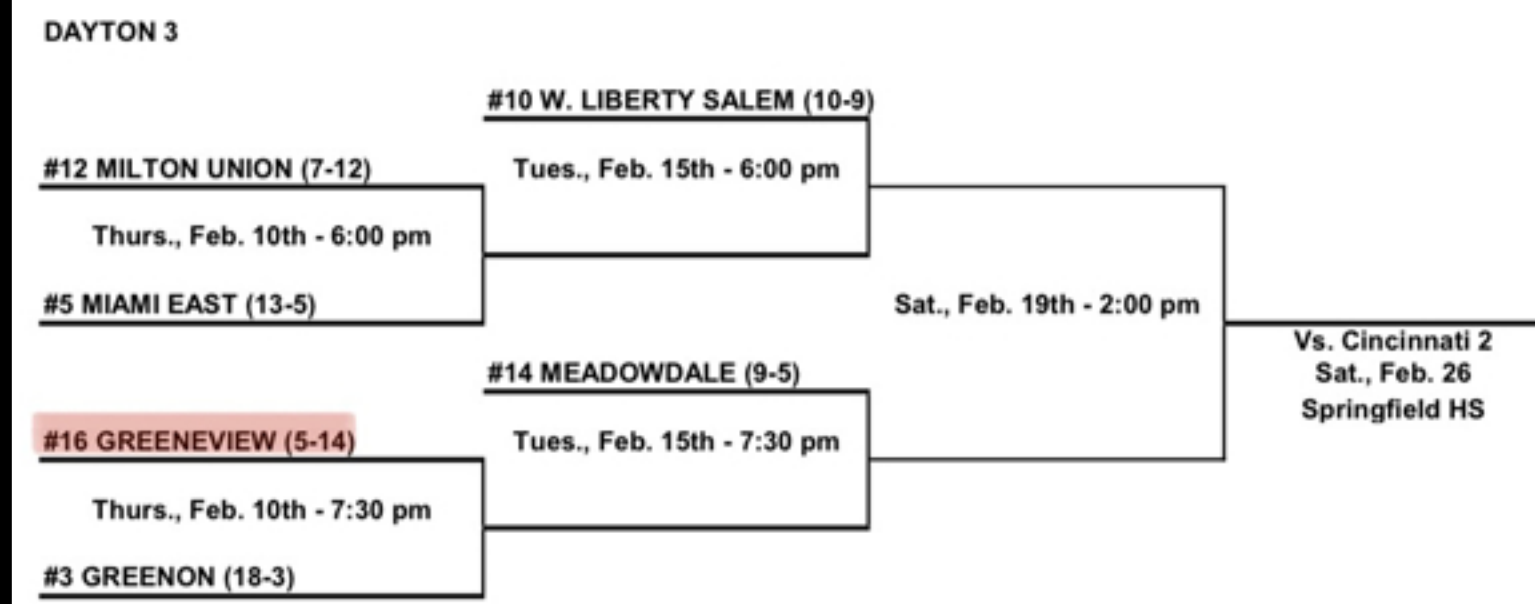 DAYTON 3
#10 W. LIBERTY SALEM (10-9)
#12 MILTON UNION (7-12)
Tues., Feb. 15th - 6:00 pm
Thurs., Feb. 10th - 6:00 pm
#5 MIAMI EAST (13-5)
Sat., Feb. 19th - 2:00 pm
Vs. Cincinnati 2
Sat., Feb. 26
Springfield HS
#14 MEADOWDALE (9-5)
#16 GREENEVIEW (5-14)
Tues., Feb. 15th - 7:30 pm
Thurs., Feb. 10th - 7:30 pm
#3 GREENON (18-3)